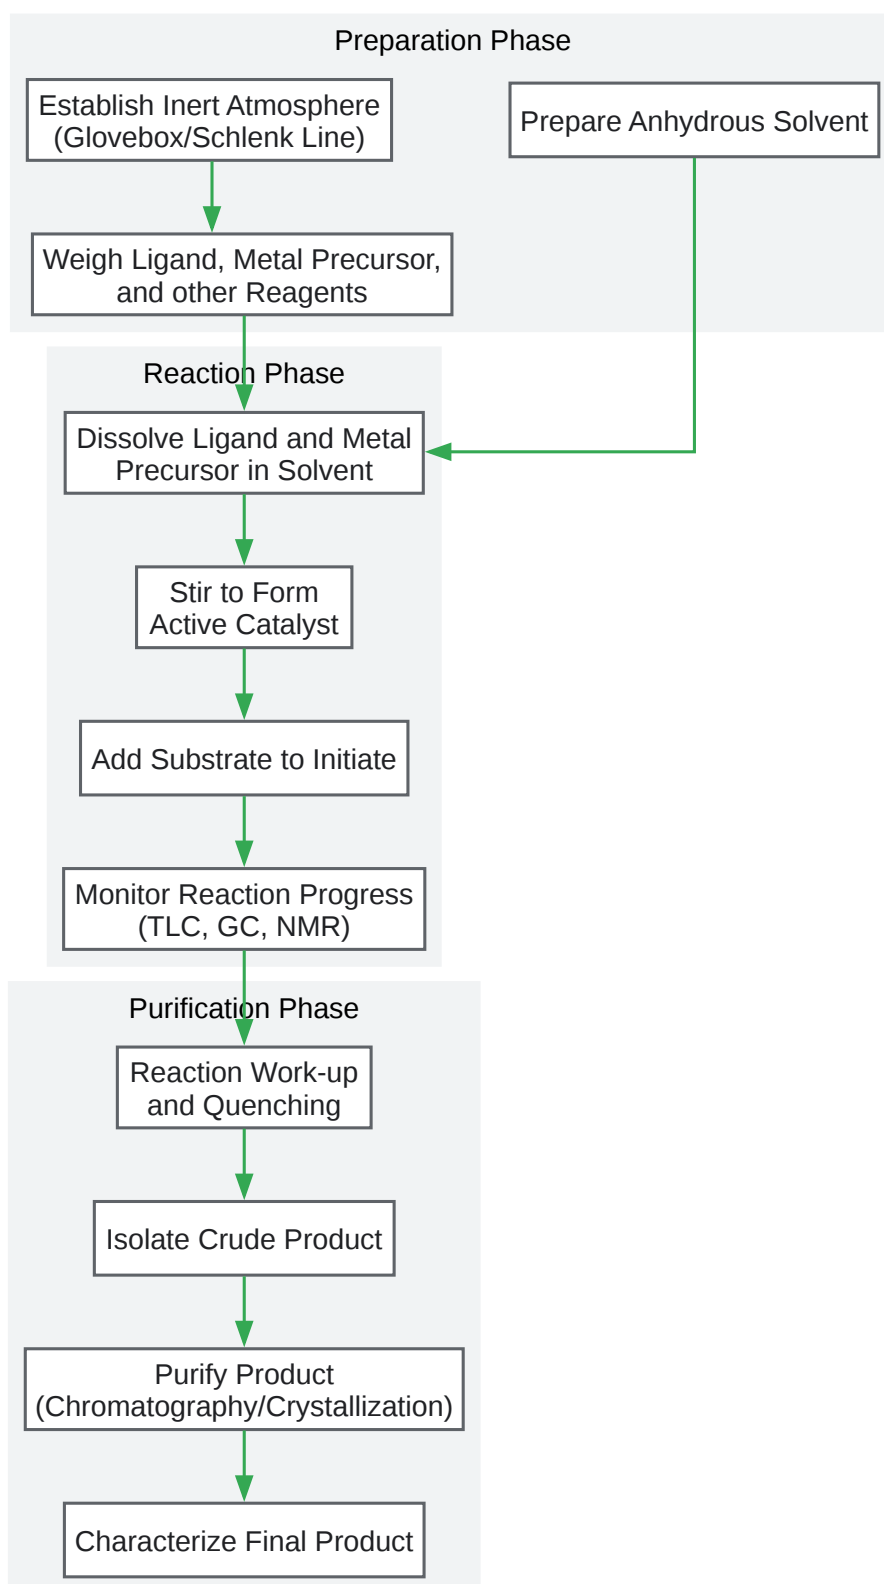 Preparation Phase
Establish Inert Atmosphere
(Glovebox/Schlenk Line)
Prepare Anhydrous Solvent
Weigh Ligand, Metal Precursor,
and other Reagents
Reaction Phase
Dissolve Ligand and Metal
Precursor in Solvent
Stir to Form
Active Catalyst
Add Substrate to Initiate
Monitor Reaction Progress
(TLC, GC, NMR)
Purification Phase
Reaction Work-up
and Quenching
Isolate Crude Product
Purify Product
(Chromatography/Crystallization)
Characterize Final Product